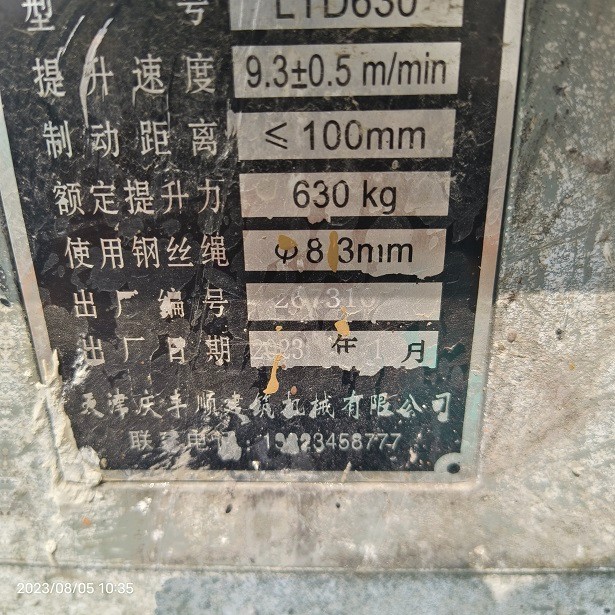 型 号 LTD630
提升速度 9.3±0.5 m/min
制动距离 ≤ 100mm
额定提升力 630 kg
使用钢丝绳 φ8.3mm
出厂编号
出厂日期 2023 年 1 月
天津庆丰顺建筑机械有限公司
联系电话
2023/08/05 10:35